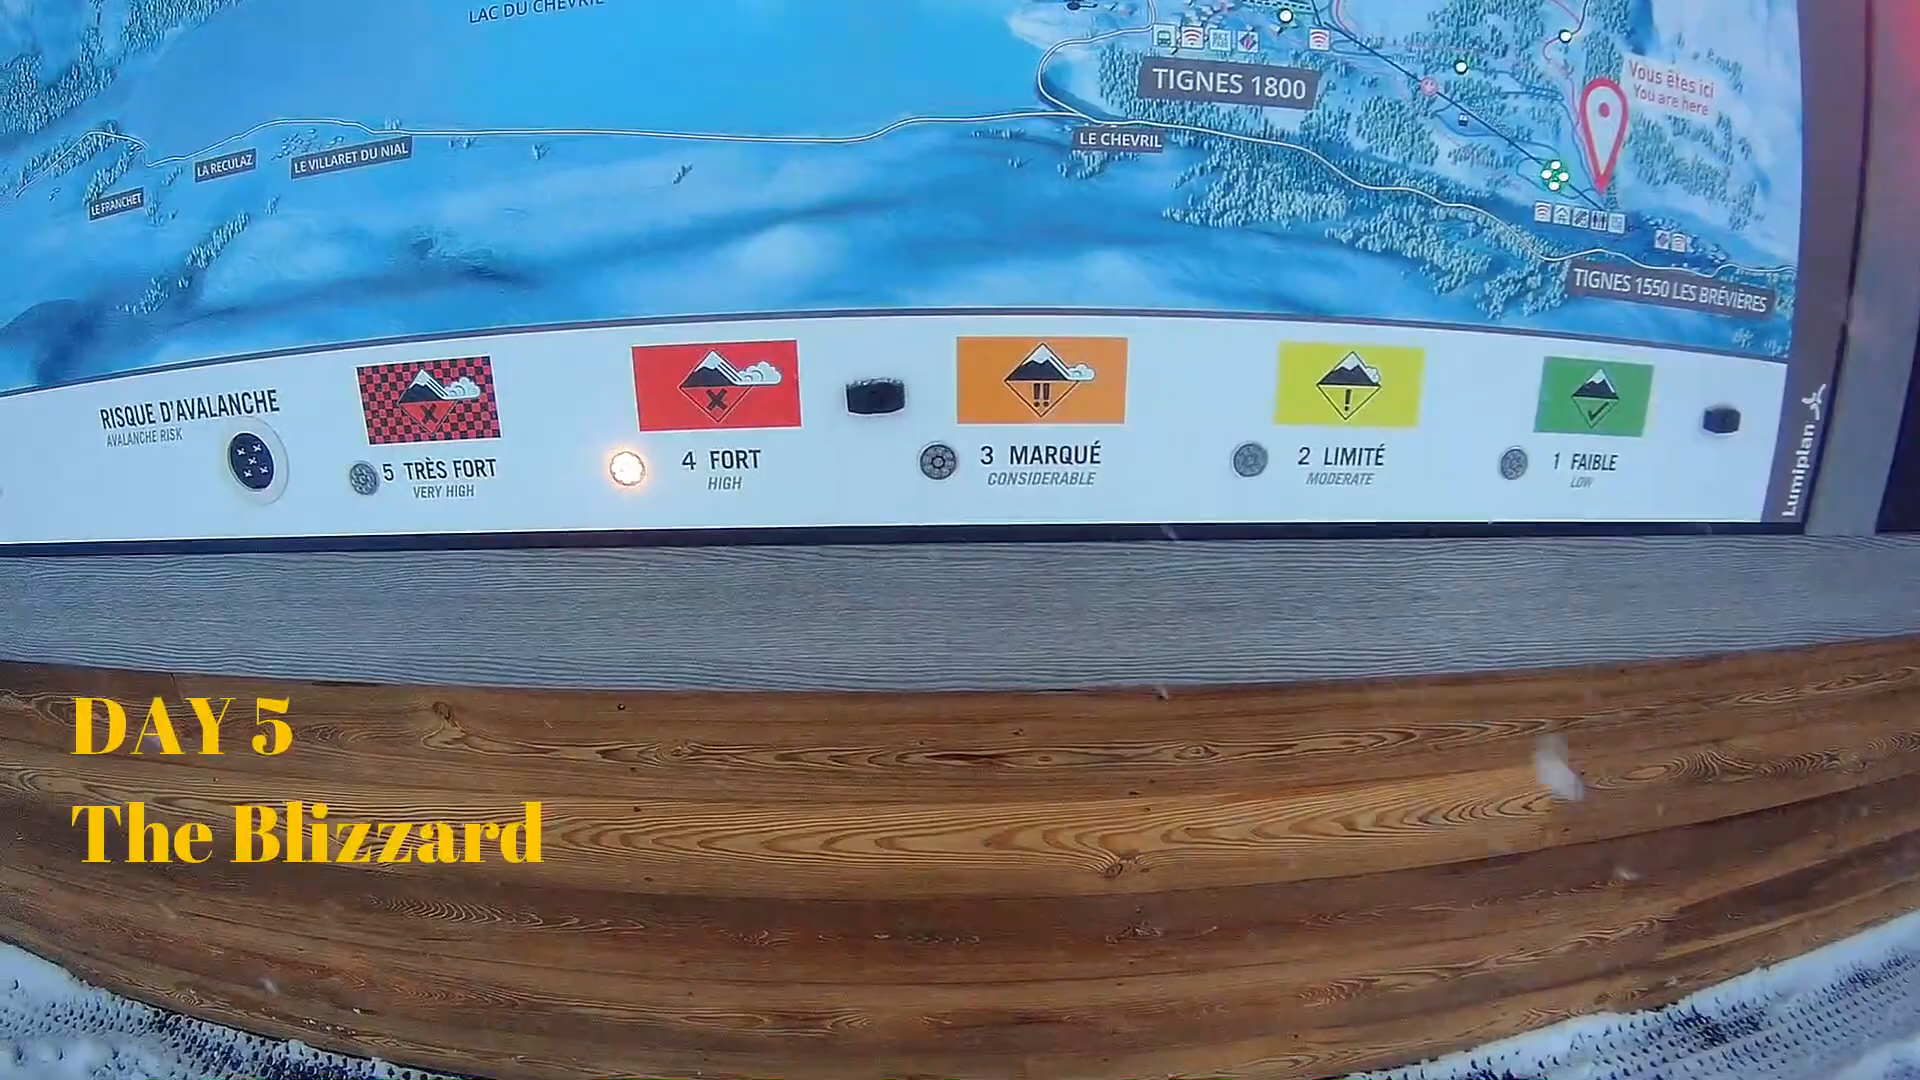 LAC DU CHEVRIL
TIGNES 1800
Vous êtes ici
You are here
LE CHEVRIL
LE VILLARET DU NIAL
LA RECULAZ
LE FRANCHET
TIGNES 1550 LES BRÉVIÈRES
RISQUE D'AVALANCHE
AVALANCHE RISK
5 TRÈS FORT
VERY HIGH
4 FORT
HIGH
3 MARQUÉ
CONSIDERABLE
2 LIMITÉ
MODERATE
1 FAIBLE
LOW
Lumiplan
DAY 5
The Blizzard